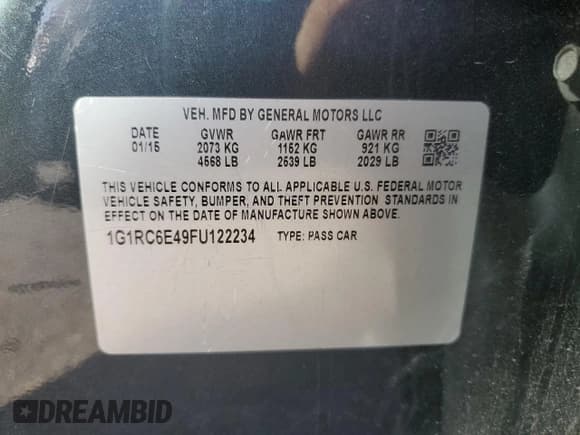 VEH. MFD BY GENERAL MOTORS LLC
DATE GVWR GAWR FRT GAWR RR
01/15 2073 KG 1152 KG 921 KG
4568 LB 2539 LB 2029 LB
THIS VEHICLE CONFORMS TO ALL APPLICABLE U.S. FEDERAL MOTOR
VEHICLE SAFETY, BUMPER, AND THEFT PREVENTION STANDARDS IN
EFFECT ON THE DATE OF MANUFACTURE SHOWN ABOVE.
1G1RC6E49FU122234 TYPE: PASS CAR
DREAMBID